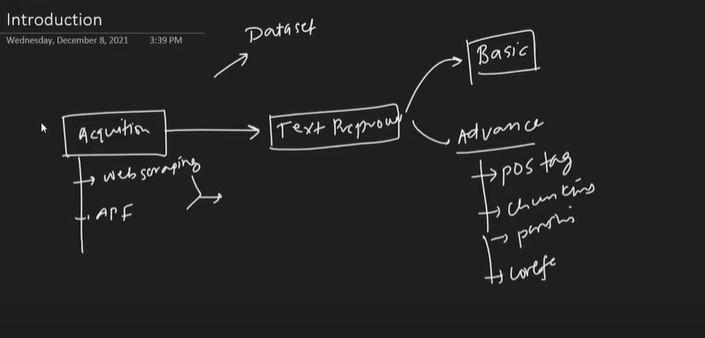 Introduction
Wednesday, December 8, 2021 3:39 PM
Dataset
Basic
Acquition
Text Preprow
Advance
web scraping
API
pos tag
chunking
parshi
corefe